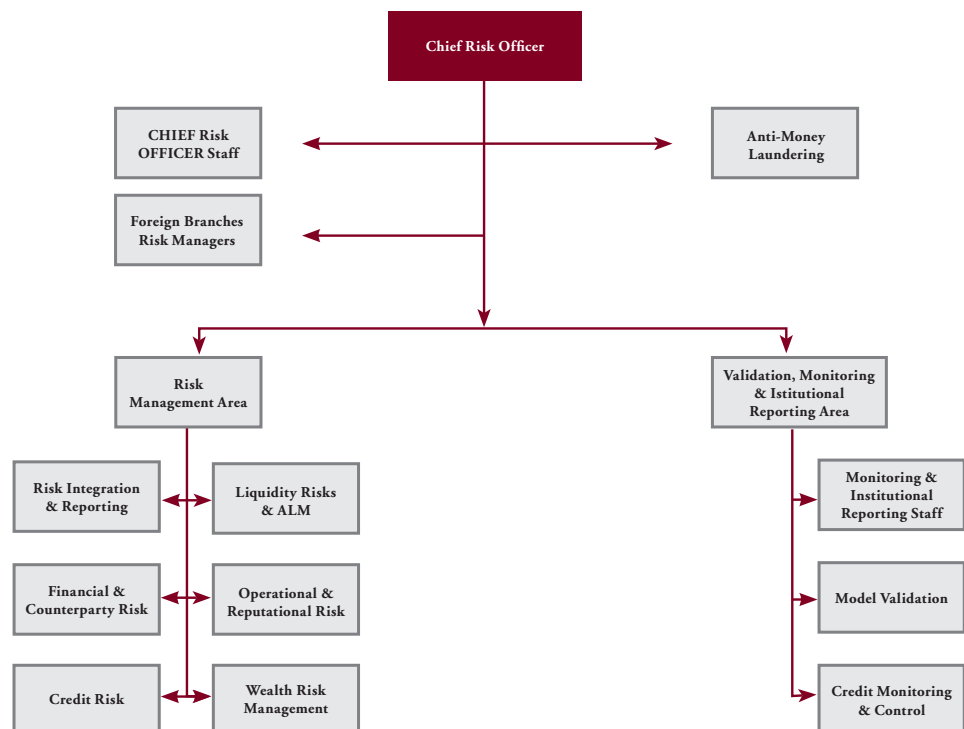 Chief Risk Officer
CHIEF Risk
OFFICER Staff
Anti-Money
Laundering
Foreign Branches
Risk Managers
Risk
Management Area
Validation, Monitoring
& Istitutional
Reporting Area
Risk Integration
& Reporting
Liquidity Risks
& ALM
Monitoring &
Institutional
Reporting Staff
Financial &
Counterparty Risk
Operational &
Reputational Risk
Model Validation
Credit Risk
Wealth Risk
Management
Credit Monitoring
& Control